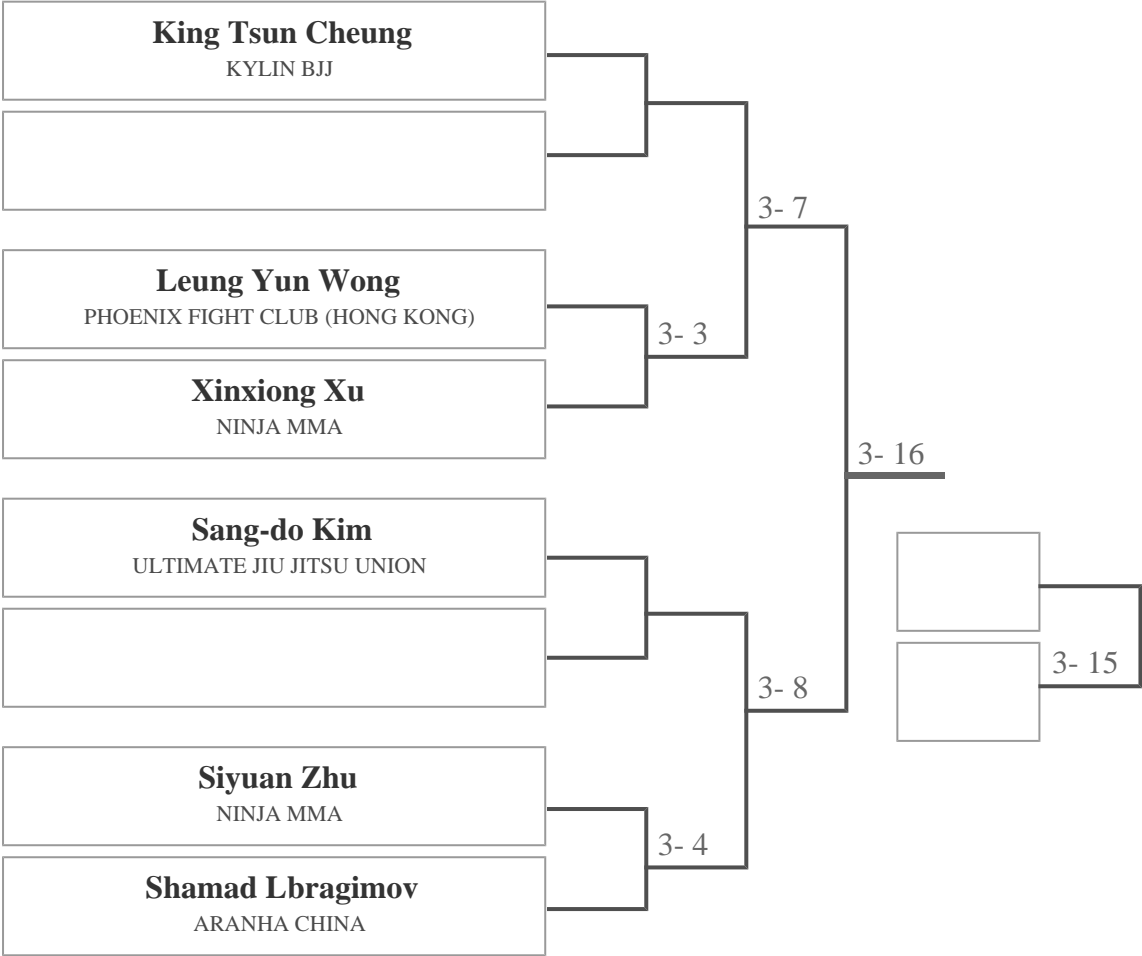 King Tsun Cheung
KYLIN BJJ
3- 7
Leung Yun Wong
PHOENIX FIGHT CLUB (HONG KONG)
3- 3
Xinxiong Xu
NINJA MMA
3- 16
Sang-do Kim
ULTIMATE JIU JITSU UNION
3- 15
3- 8
Siyuan Zhu
NINJA MMA
3- 4
Shamad Lbragimov
ARANHA CHINA